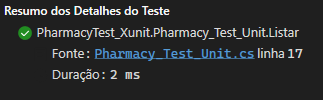 Resumo dos Detalhes do Teste
PharmacyTest_Xunit.Pharmacy_Test_Unit.Listar
Fonte: Pharmacy_Test_Unit.cs linha 17
Duração: 2 ms